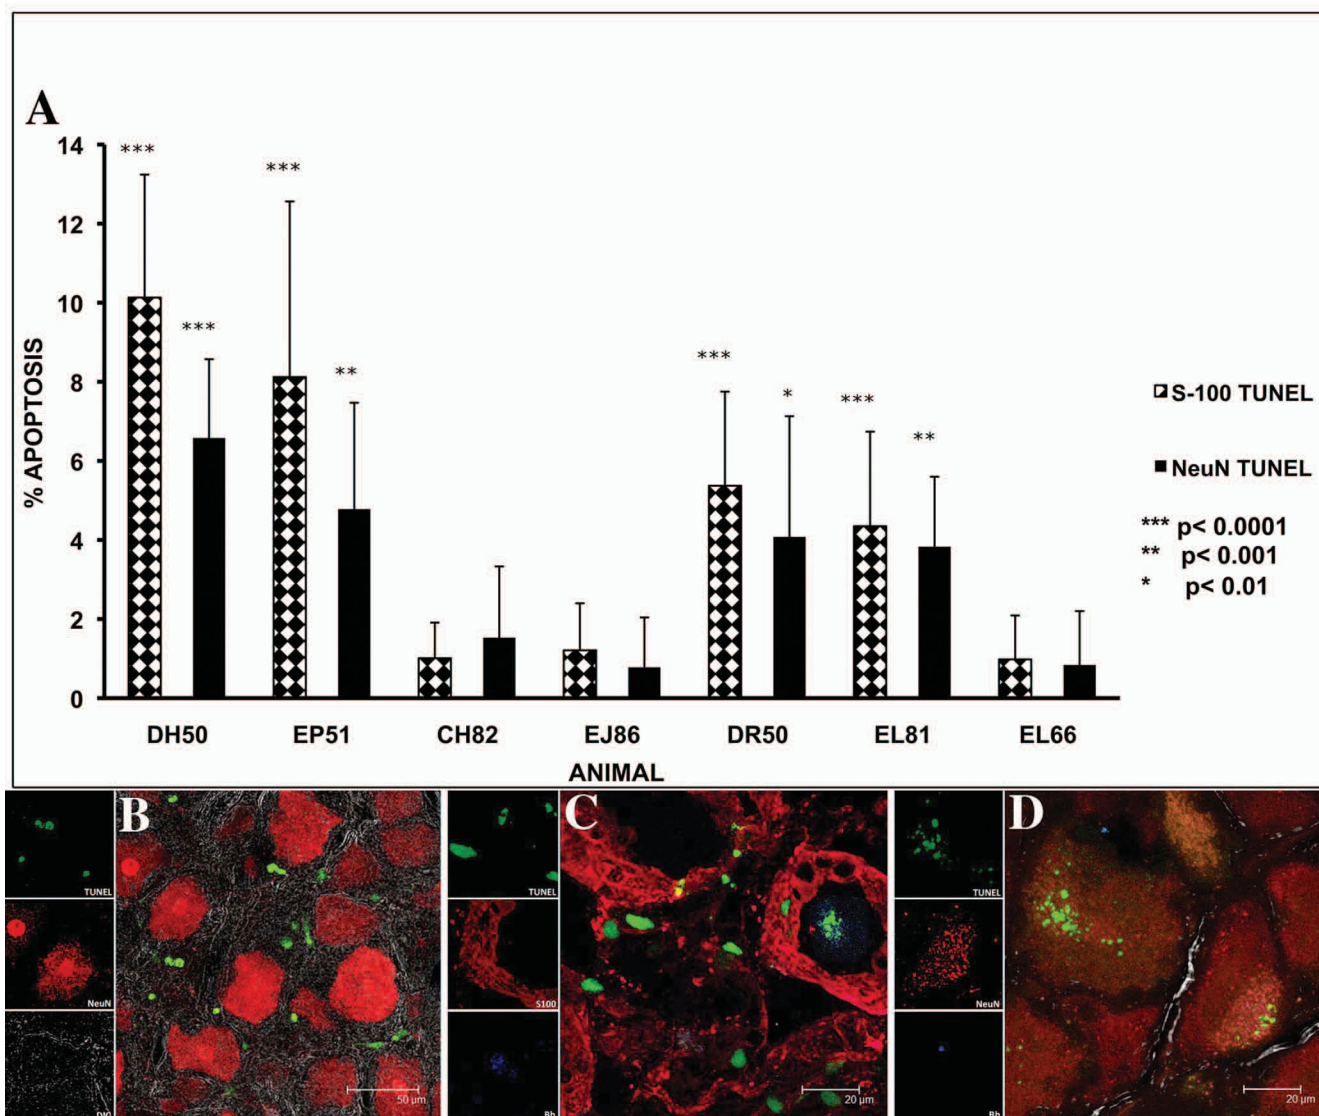 A
***
***
***
**
***
*
***
**
14
12
10
8
6
4
2
0
% APOPTOSIS
DH50 EP51 CH82 EJ86 DR50 EL81 EL66
ANIMAL
S-100 TUNEL
NeuN TUNEL
*** p< 0.0001
** p< 0.001
* p< 0.01
B
TUNEL
NeuN
DIC
50 µm
C
TUNEL
S100
Bb
20 µm
D
TUNEL
NeuN
Bb
20 µm